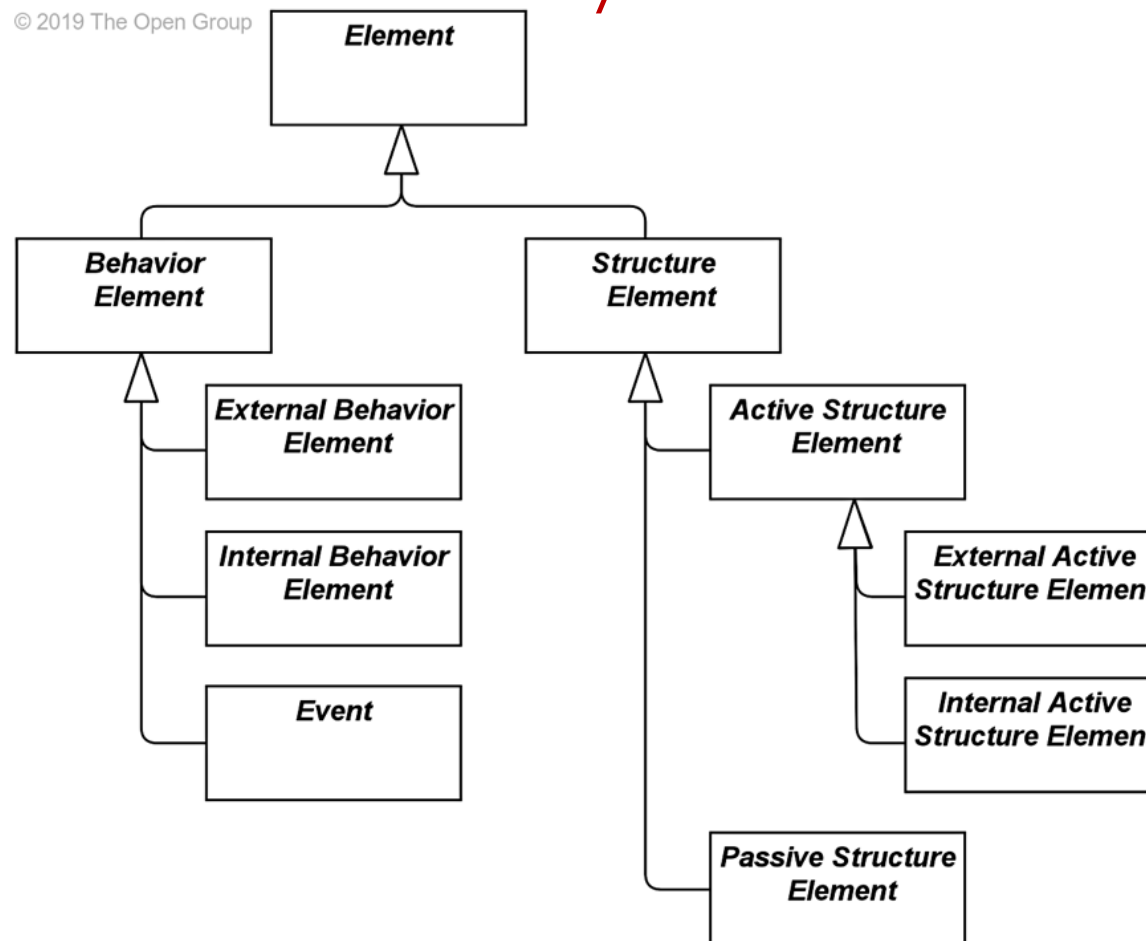 © 2019 The Open Group
Element
Behavior
Element
Structure
Element
External Behavior
Element
Active Structure
Element
Internal Behavior
Element
External Active
Structure Elemen
Event
Internal Active
Structure Elemen
Passive Structure
Element